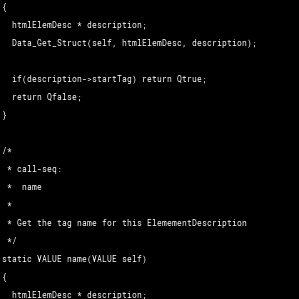 {
  htmlElemDesc * description;
  Data_Get_Struct(self, htmlElemDesc, description);

  if(description->startTag) return Qtrue;
  return Qfalse;
}

/*
 * call-seq:
 *  name
 *
 * Get the tag name for this ElemementDescription
 */
static VALUE name(VALUE self)
{
  htmlElemDesc * description;